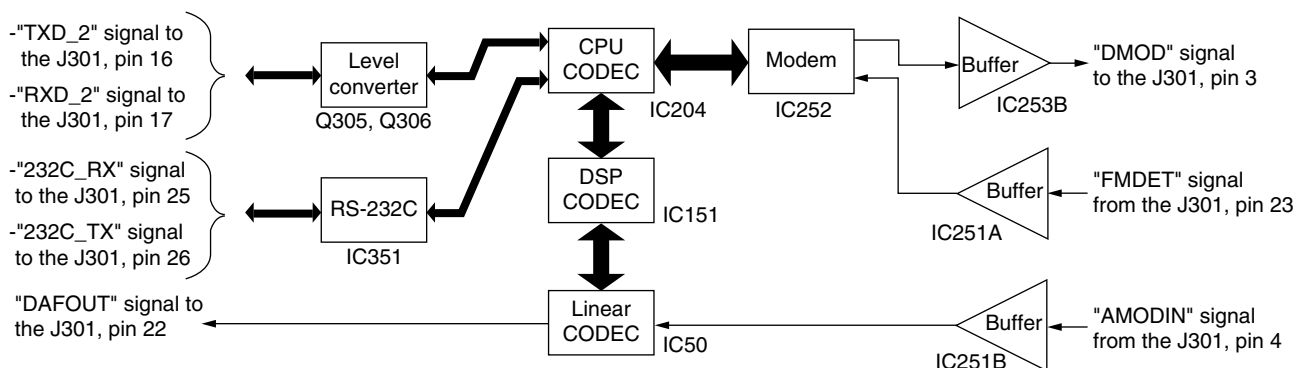 -"TXD_2" signal to
the J301, pin 16
-"RXD_2" signal to
the J301, pin 17
Level
converter
Q305, Q306
CPU
CODEC
IC204
Modem
IC252
Buffer
IC253B
"DMOD" signal
to the J301, pin 3
-"232C_RX" signal
to the J301, pin 25
-"232C_TX" signal
to the J301, pin 26
RS-232C
IC351
DSP
CODEC
IC151
Buffer
IC251A
"FMDET" signal
from the J301, pin 23
"DAFOUT" signal to
the J301, pin 22
Linear
CODEC
IC50
Buffer
IC251B
"AMODIN" signal
from the J301, pin 4